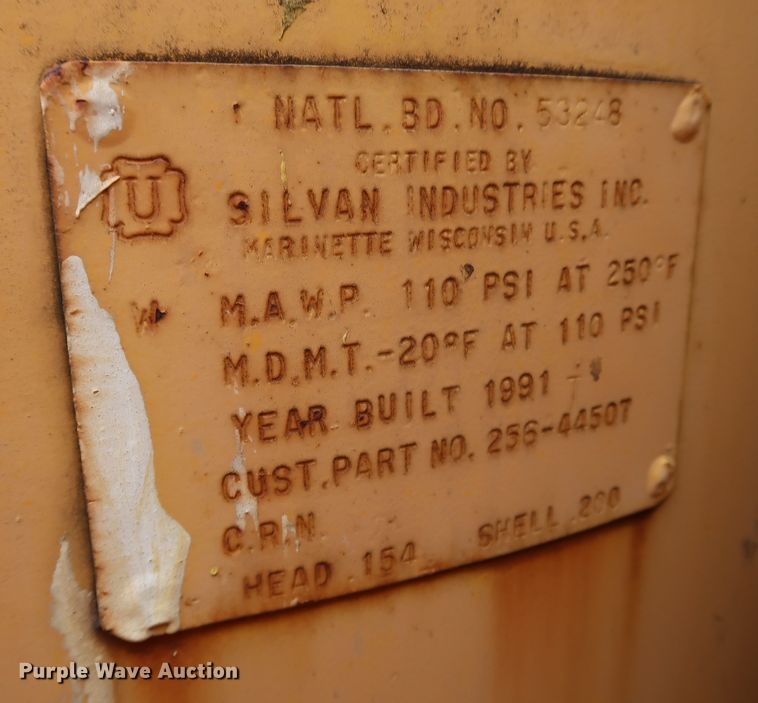 NATL.BD.NO. 53248
CERTIFIED BY
U
SILVAN INDUSTRIES INC.
MARINETTE WISCONSIN U.S.A.
W
M.A.W.P. 110 PSI AT 250°F
M.D.M.T.-20°F AT 110 PSI
YEAR BUILT 1991
CUST.PART NO. 256-44507
C.R.N.
HEAD .154 SHELL .200
Purple Wave Auction